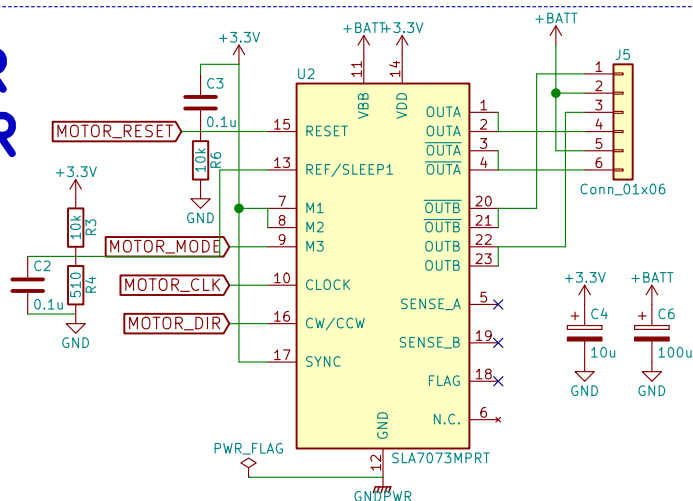 R
R
+3.3V
+BATT
+3.3V
+BATT
U2
11
14
J5
C3
0.1u
VBB
VDD
1
2
3
4
5
6
Conn_01x06
MOTOR_RESET
15
RESET
10k
R6
GND
13
REF/SLEEP1
OUTA
1
OUTA
2
OUTA
3
OUTA
4
+3.3V
10k
R3
7
M1
8
M2
OUTB
20
OUTB
21
MOTOR_MODE
9
M3
OUTB
22
OUTB
23
C2
0.1u
510
R4
GND
MOTOR_CLK
10
CLOCK
SENSE_A
5
MOTOR_DIR
16
CW/CCW
SENSE_B
19
17
SYNC
FLAG
18
N.C.
6
+3.3V
+BATT
C4
10u
GND
C6
100u
GND
GND
12
SLA7073MPRT
PWR_FLAG
GNDPWR